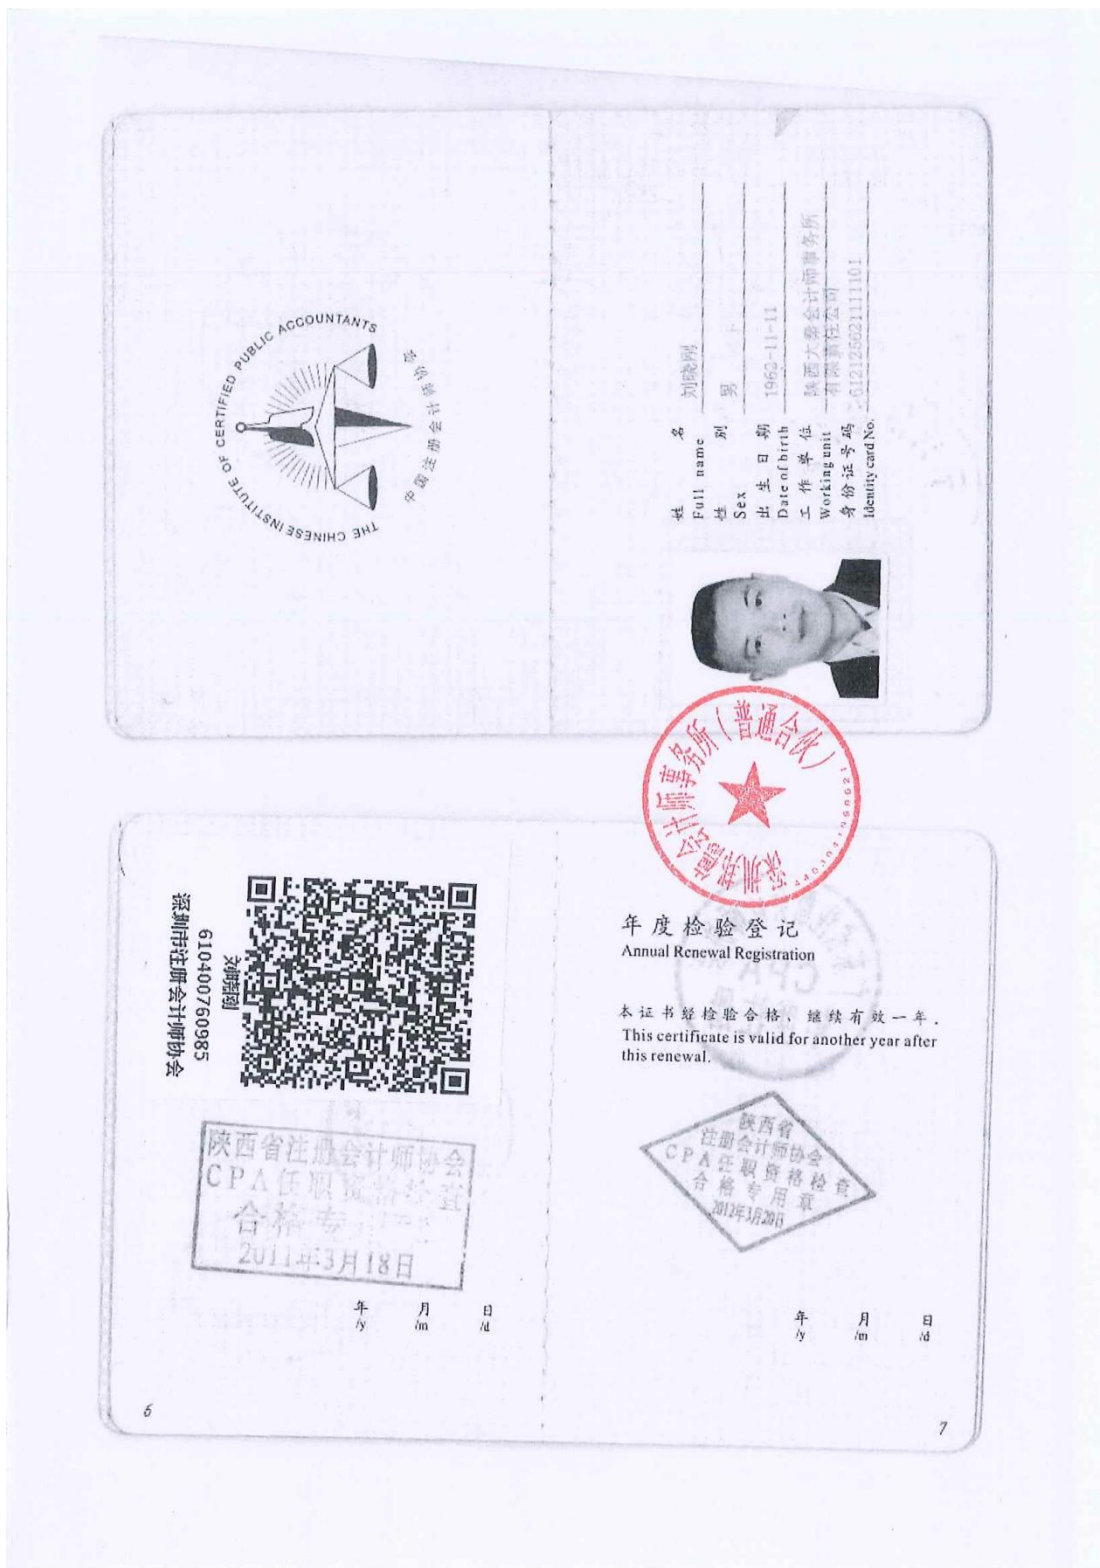 THE CHINESE INSTITUTE OF CERTIFIED PUBLIC ACCOUNTANTS
中国注册会计师协会
姓 名 刘晓刚
Full name
性 别 男
Sex
出生日期 1962-11-11
Date of birth
工作单位 陕西大秦会计师事务所
Working unit 有限责任公司
身份证号码
Identity card No.
会计师事务所（普通合伙）
深圳
刘晓刚
610400760985
深圳市注册会计师协会
陕西省注册会计师协会
CPA任职资格检查
合格专
2011年3月18日
年 月 日
/y /m /d
6
年度检验登记
Annual Renewal Registration
本证书经检验合格，继续有效一年.
This certificate is valid for another year after
this renewal.
CPA
陕西省
注册会计师协会
CPA任职资格检查
合格专用章
2012年3月20日
年 月 日
/y /m /d
7